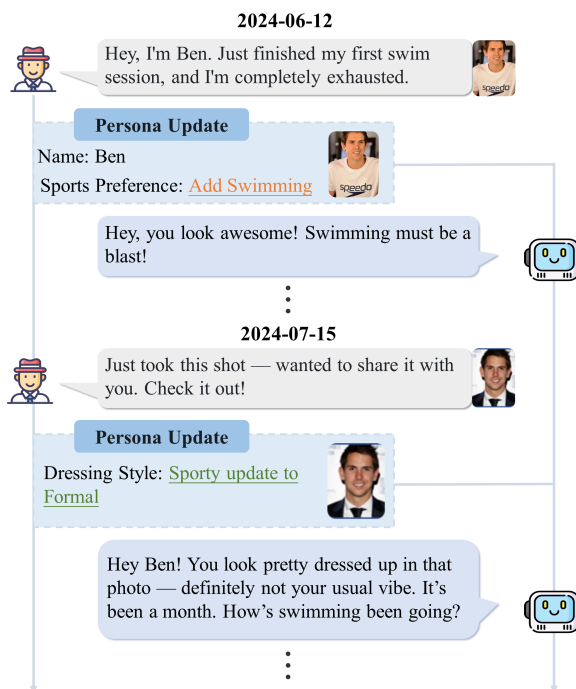 2024-06-12
Hey, I'm Ben. Just finished my first swim
session, and I'm completely exhausted.
speedo
Persona Update
Name: Ben
Sports Preference: Add Swimming
speedo
Hey, you look awesome! Swimming must be a
blast!
2024-07-15
Just took this shot — wanted to share it with
you. Check it out!
Persona Update
Dressing Style: Sporty update to
Formal
Hey Ben! You look pretty dressed up in that
photo — definitely not your usual vibe. It's
been a month. How's swimming been going?